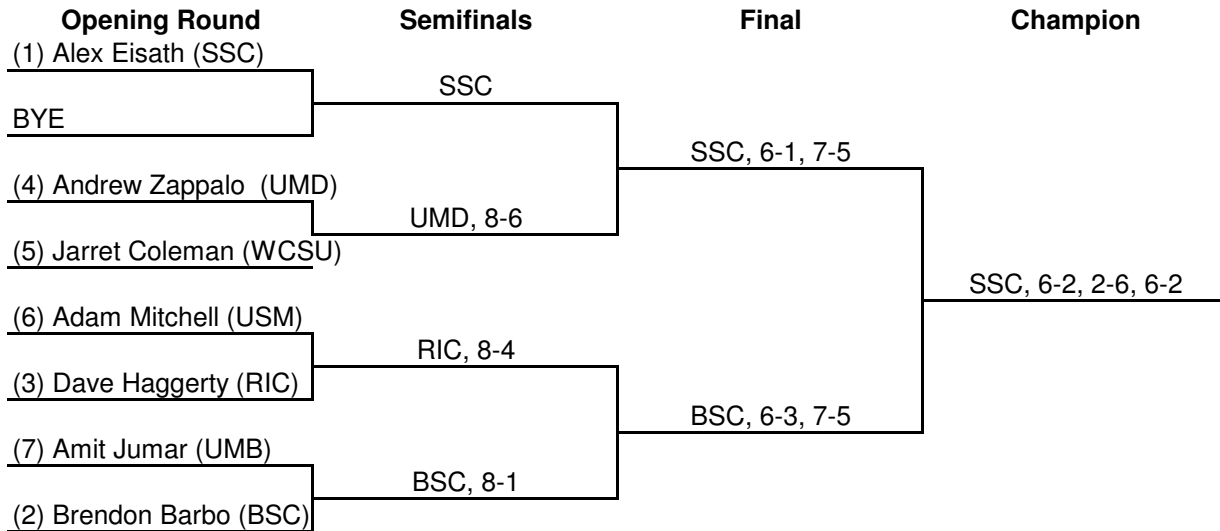 Opening Round Semifinals Final Champion
(1) Alex Eisath (SSC)
SSC
BYE
SSC, 6-1, 7-5
(4) Andrew Zappalo (UMD)
UMD, 8-6
(5) Jarret Coleman (WCSU)
SSC, 6-2, 2-6, 6-2
(6) Adam Mitchell (USM)
RIC, 8-4
(3) Dave Haggerty (RIC)
BSC, 6-3, 7-5
(7) Amit Jumar (UMB)
BSC, 8-1
(2) Brendon Barbo (BSC)